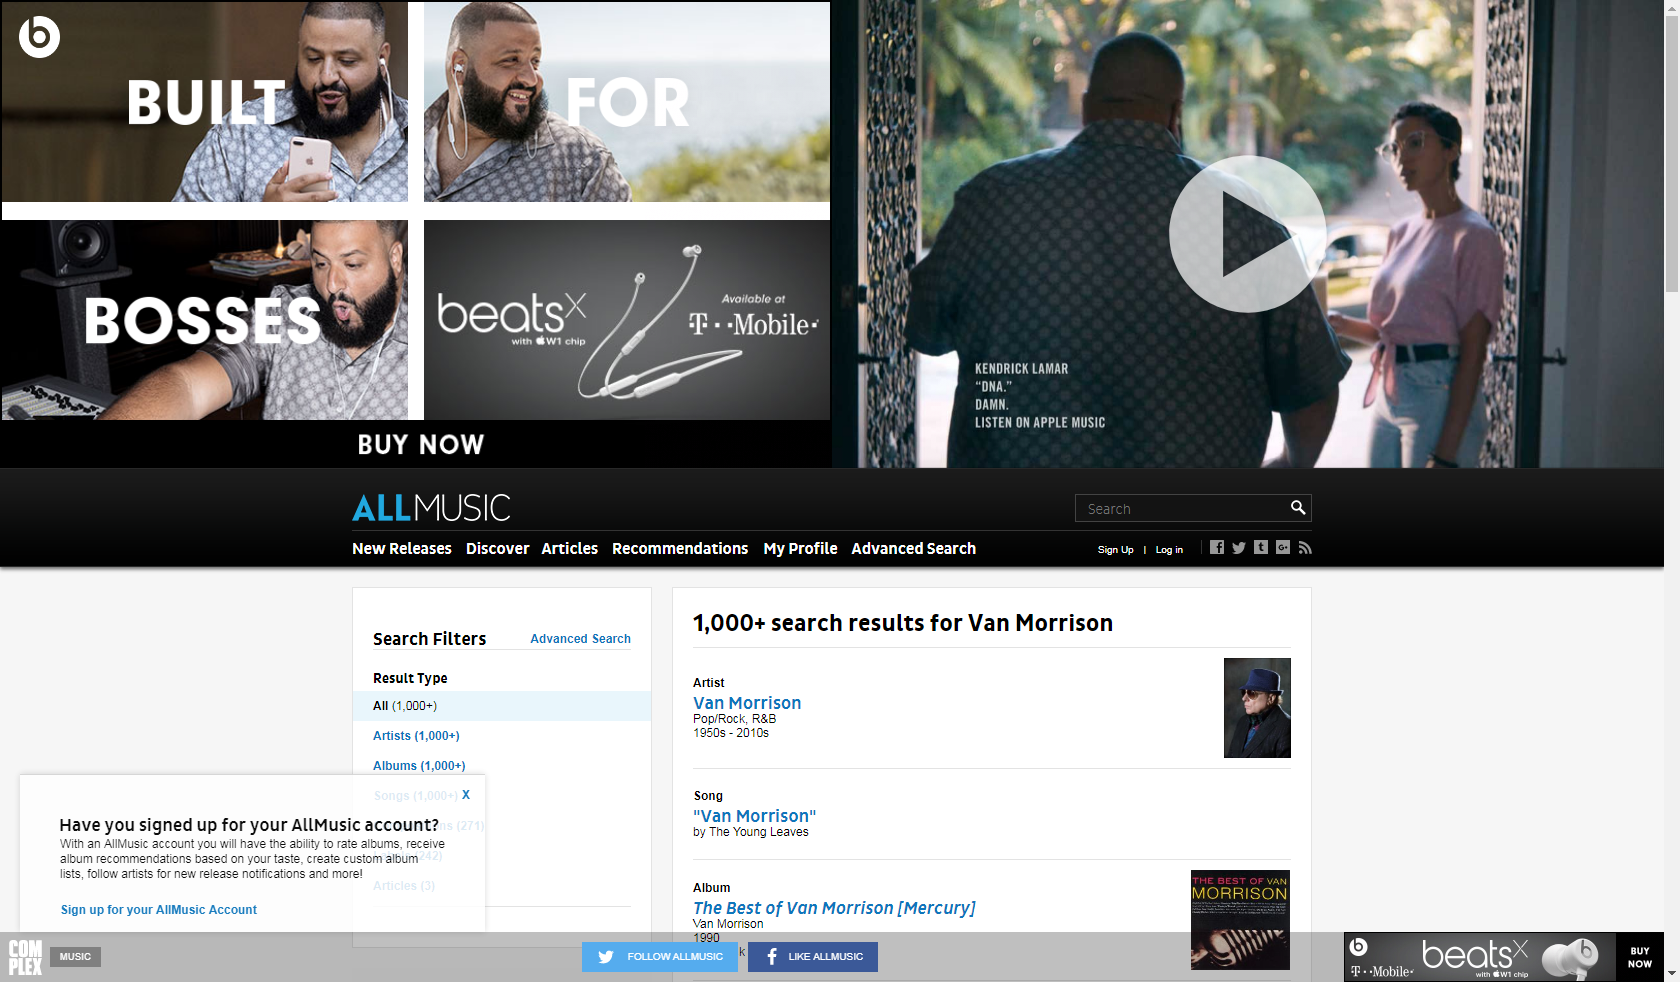 b
BUILT
FOR
BOSSES
beatsX
with W1 chip
Available at
T-Mobile
BUY NOW
KENDRICK LAMAR
“DNA.”
DAMN.
LISTEN ON APPLE MUSIC
ALLMUSIC
Search
New Releases Discover Articles Recommendations My Profile Advanced Search
Sign Up | Log in
Search Filters Advanced Search
Result Type
All (1,000+)
Artists (1,000+)
Albums (1,000+)
Songs (1,000+) X
(271)
(242)
Articles (3)
Have you signed up for your AllMusic account?
With an AllMusic account you will have the ability to rate albums, receive
album recommendations based on your taste, create custom album
lists, follow artists for new release notifications and more!
Sign up for your AllMusic Account
1,000+ search results for Van Morrison
Artist
Van Morrison
Pop/Rock, R&B
1950s - 2010s
Song
"Van Morrison"
by The Young Leaves
Album
The Best of Van Morrison [Mercury]
Van Morrison
1990
k
THE BEST OF VAN
MORRISON
COMPLEX
MUSIC
FOLLOW ALLMUSIC
LIKE ALLMUSIC
b
T-Mobile
beatsX
with W1 chip
BUY
NOW